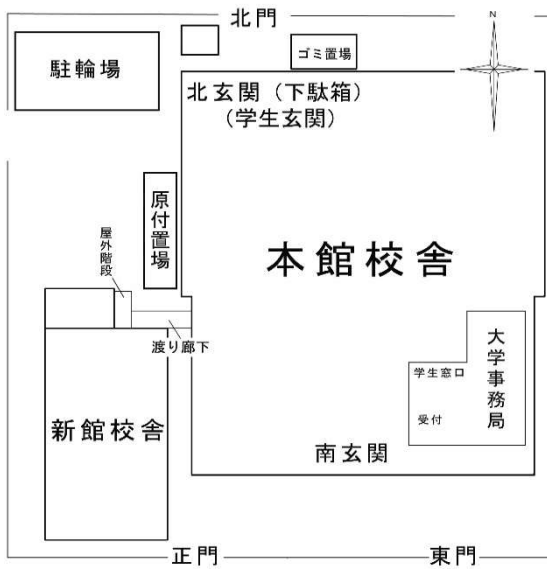 北門
N
ゴミ置場
駐輪場
北玄関（下駄箱）
（学生玄関）
原付置場
屋外階段
本館校舎
渡り廊下
大学事務局
学生窓口
受付
新館校舎
南玄関
正門
東門